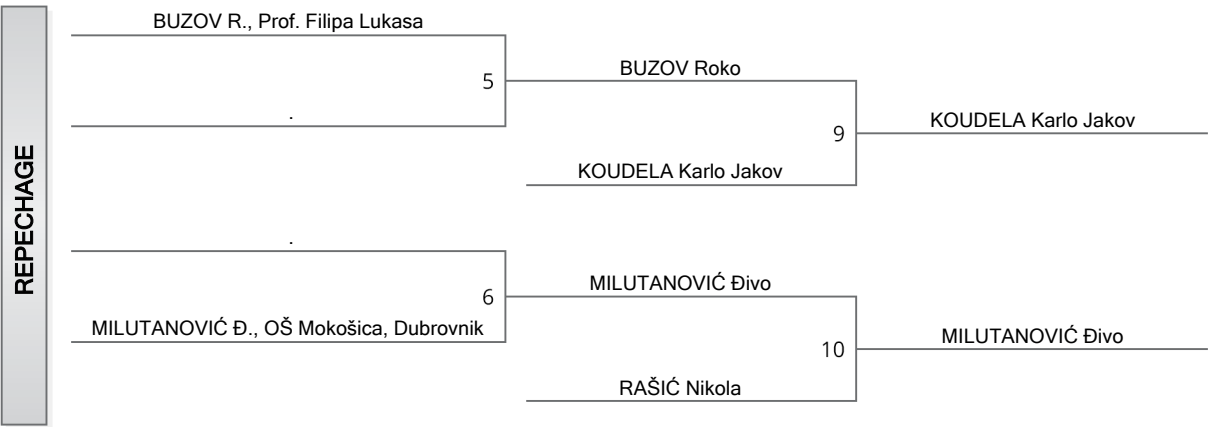 REPECHAGE
BUZOV R., Prof. Filipa Lukasa
5
.
BUZOV Roko
9
KOUDELA Karlo Jakov
KOUDELA Karlo Jakov
.
6
MILUTANOVIĆ Đ., OŠ Mokošica, Dubrovnik
MILUTANOVIĆ Đivo
10
RAŠIĆ Nikola
MILUTANOVIĆ Đivo